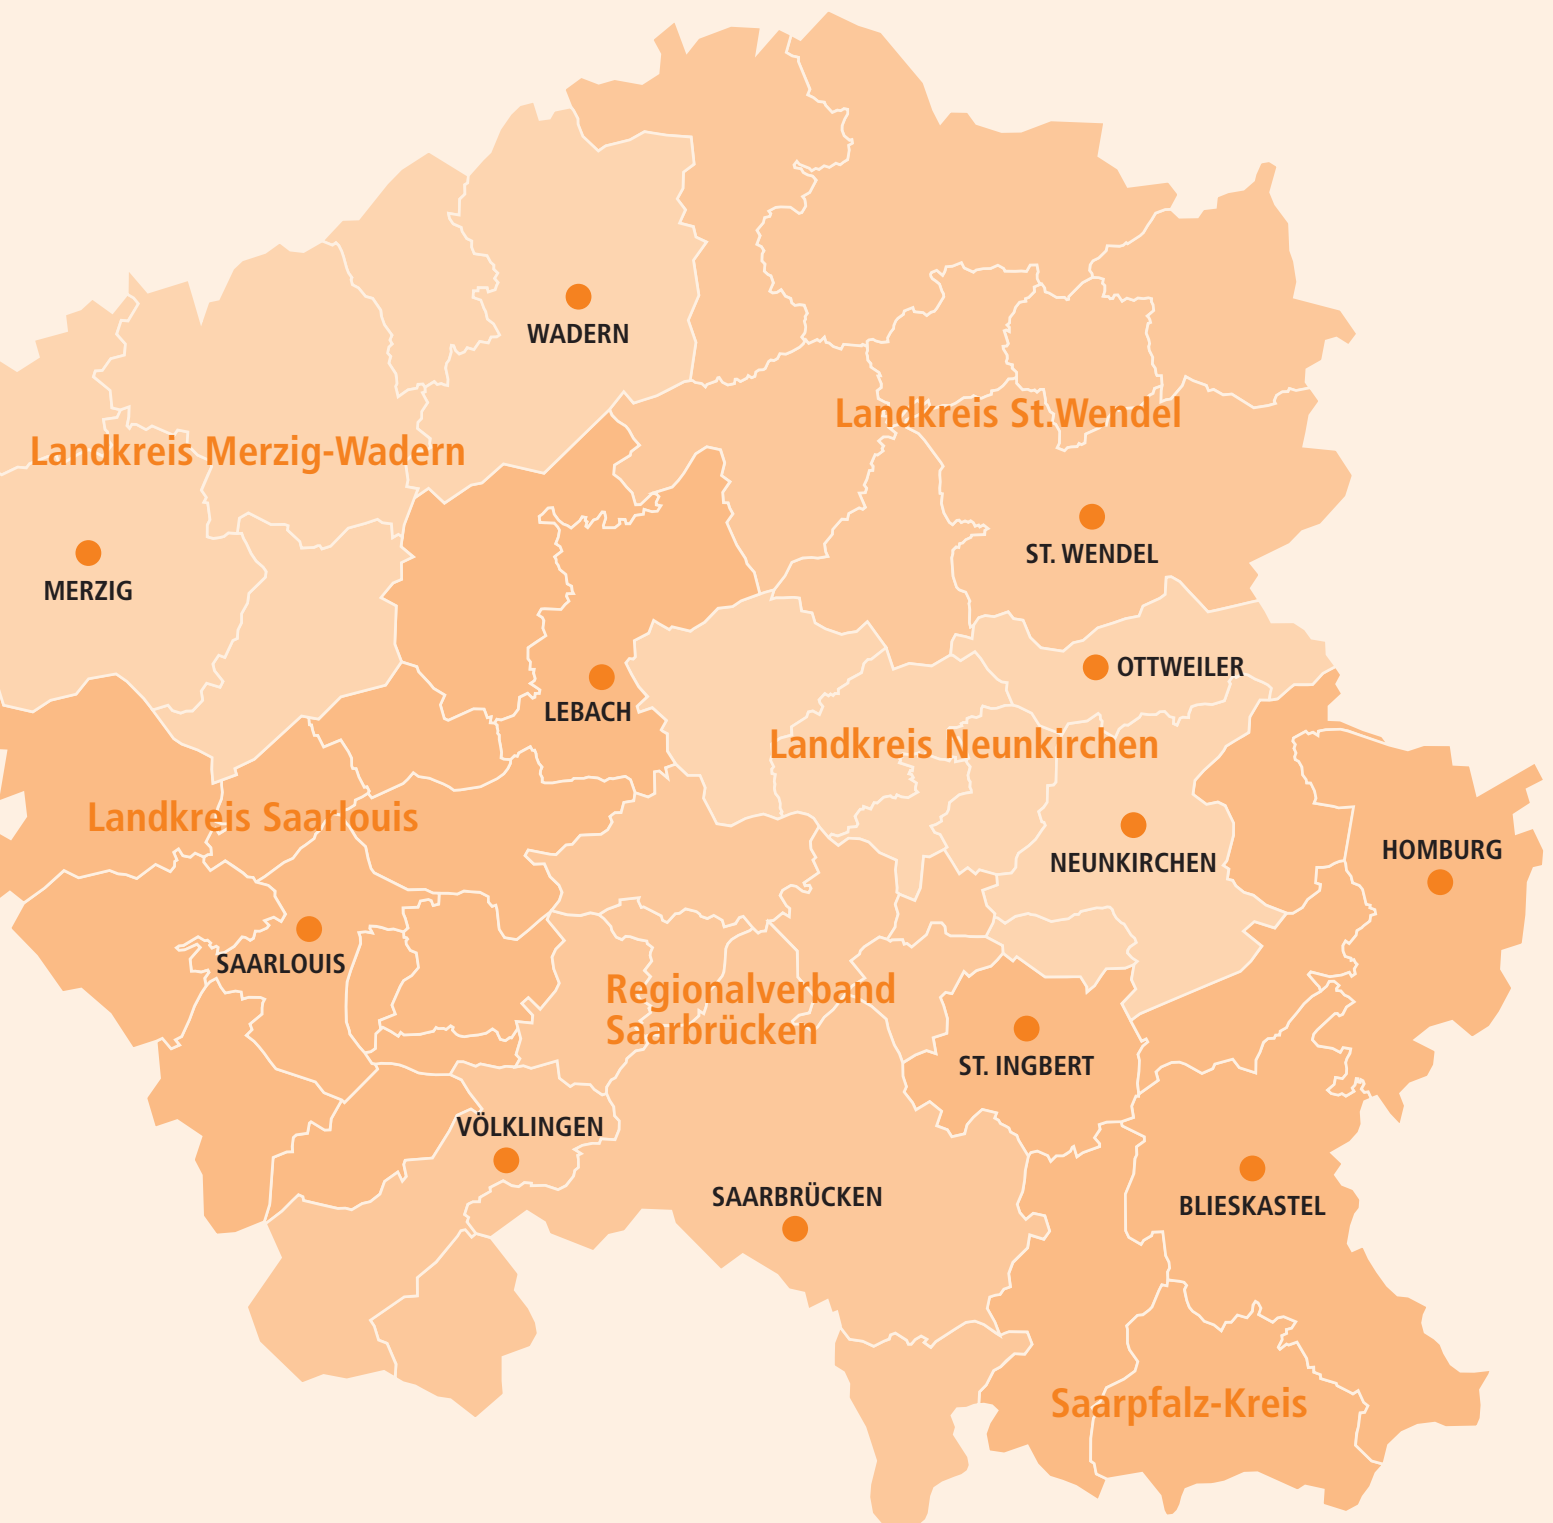 WADERN
Landkreis St.Wendel
Landkreis Merzig-Wadern
ST. WENDEL
MERZIG
OTTWEILER
LEBACH
Landkreis Neunkirchen
Landkreis Saarlouis
NEUNKIRCHEN
HOMBURG
SAARLOUIS
Regionalverband
Saarbrücken
ST. INGBERT
VÖLKLINGEN
SAARBRÜCKEN
BLIESKASTEL
Saarpfalz-Kreis